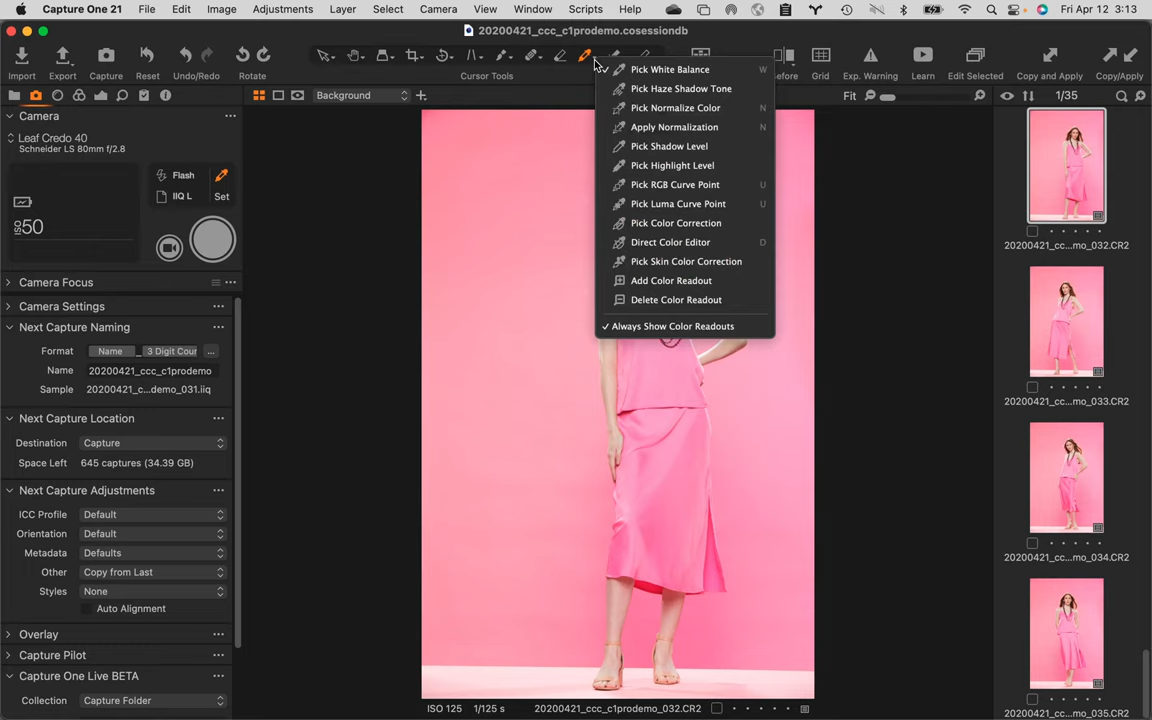 Capture One 21 File Edit Image Adjustments Layer Select Camera View Window Scripts Help Fri Apr 12 3:13
20200421_ccc_c1prodemo.cosessiondb
Import Export Capture Reset Undo/Redo Rotate Cursor Tools Before Grid Exp. Warning Learn Edit Selected Copy and Apply Copy/Apply
Background Fit 1/35
Camera
Leaf Credo 40
Schneider LS 80mm f/2.8
Flash
IIQ L Set
ISO 50
Camera Focus
Camera Settings
Next Capture Naming
Format Name _ 3 Digit Cour ...
Name 20200421_ccc_c1prodemo
Sample 20200421_c...demo_031.iiq
Next Capture Location
Destination Capture
Space Left 645 captures (34.39 GB)
Next Capture Adjustments
ICC Profile Default
Orientation Default
Metadata Defaults
Other Copy from Last
Styles None
Auto Alignment
Overlay
Capture Pilot
Capture One Live BETA
Collection Capture Folder
Pick White Balance W
Pick Haze Shadow Tone
Pick Normalize Color N
Apply Normalization N
Pick Shadow Level
Pick Highlight Level
Pick RGB Curve Point U
Pick Luma Curve Point U
Pick Color Correction
Direct Color Editor D
Pick Skin Color Correction
Add Color Readout
Delete Color Readout
Always Show Color Readouts
ISO 125 1/125 s 20200421_ccc_c1prodemo_032.CR2
20200421_cc...mo_032.CR2
20200421_cc...mo_033.CR2
20200421_cc...mo_034.CR2
20200421_cc...mo_035.CR2